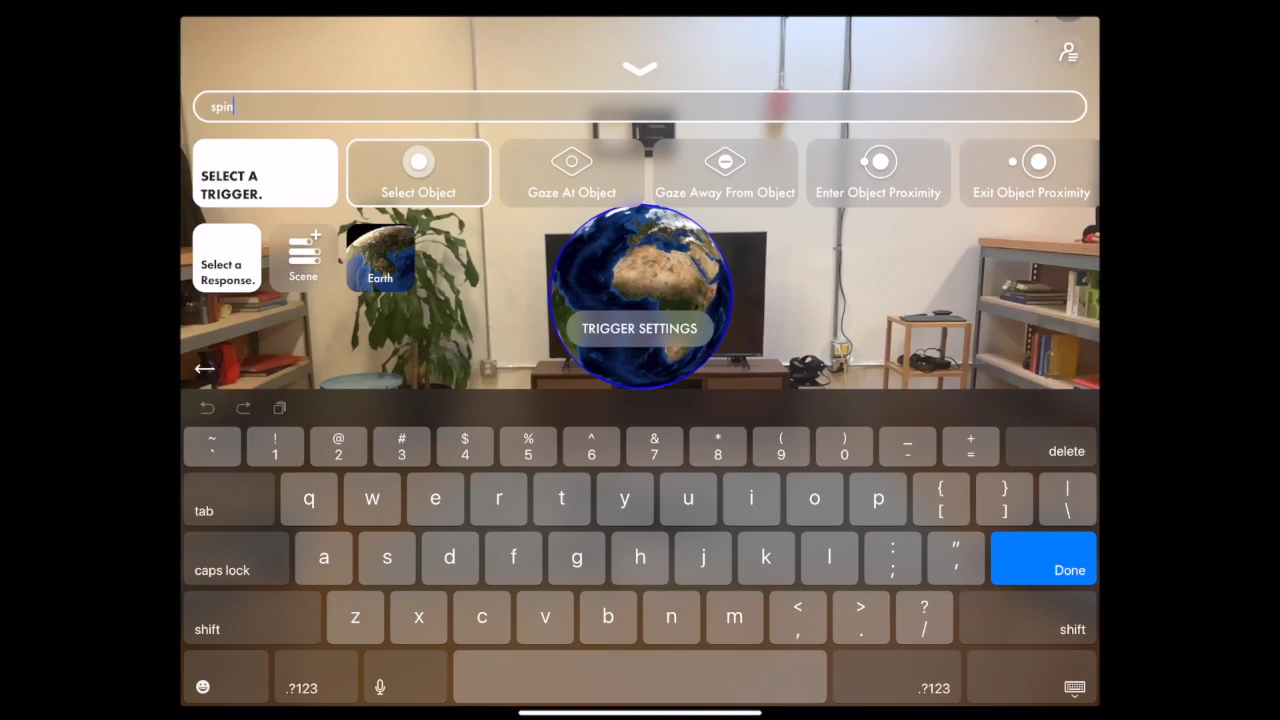 spin
SELECT A
TRIGGER.
Select Object
Gaze At Object
Gaze Away From Object
Enter Object Proximity
Exit Object Proximity
Select a
Response.
Scene
Earth
TRIGGER SETTINGS
~ ! @ # $ % ^ & * ( ) _ +
` 1 2 3 4 5 6 7 8 9 0 - = delete
tab q w e r t y u i o p { [ } ] | \
caps lock a s d f g h j k l : ; " ' Done
shift z x c v b n m < , > . ? / shift
.?123 .?123